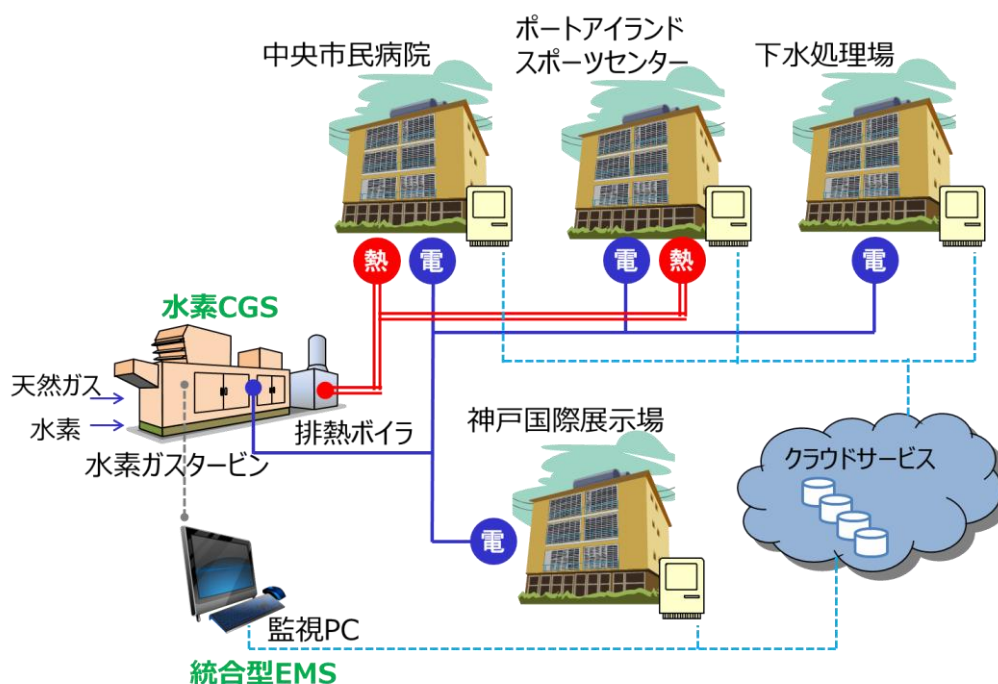 中央市民病院
ポートアイランド
スポーツセンター
下水処理場
熱
電
電
熱
電
水素CGS
天然ガス
水素
排熱ボイラ
水素ガスタービン
神戸国際展示場
電
クラウドサービス
監視PC
統合型EMS